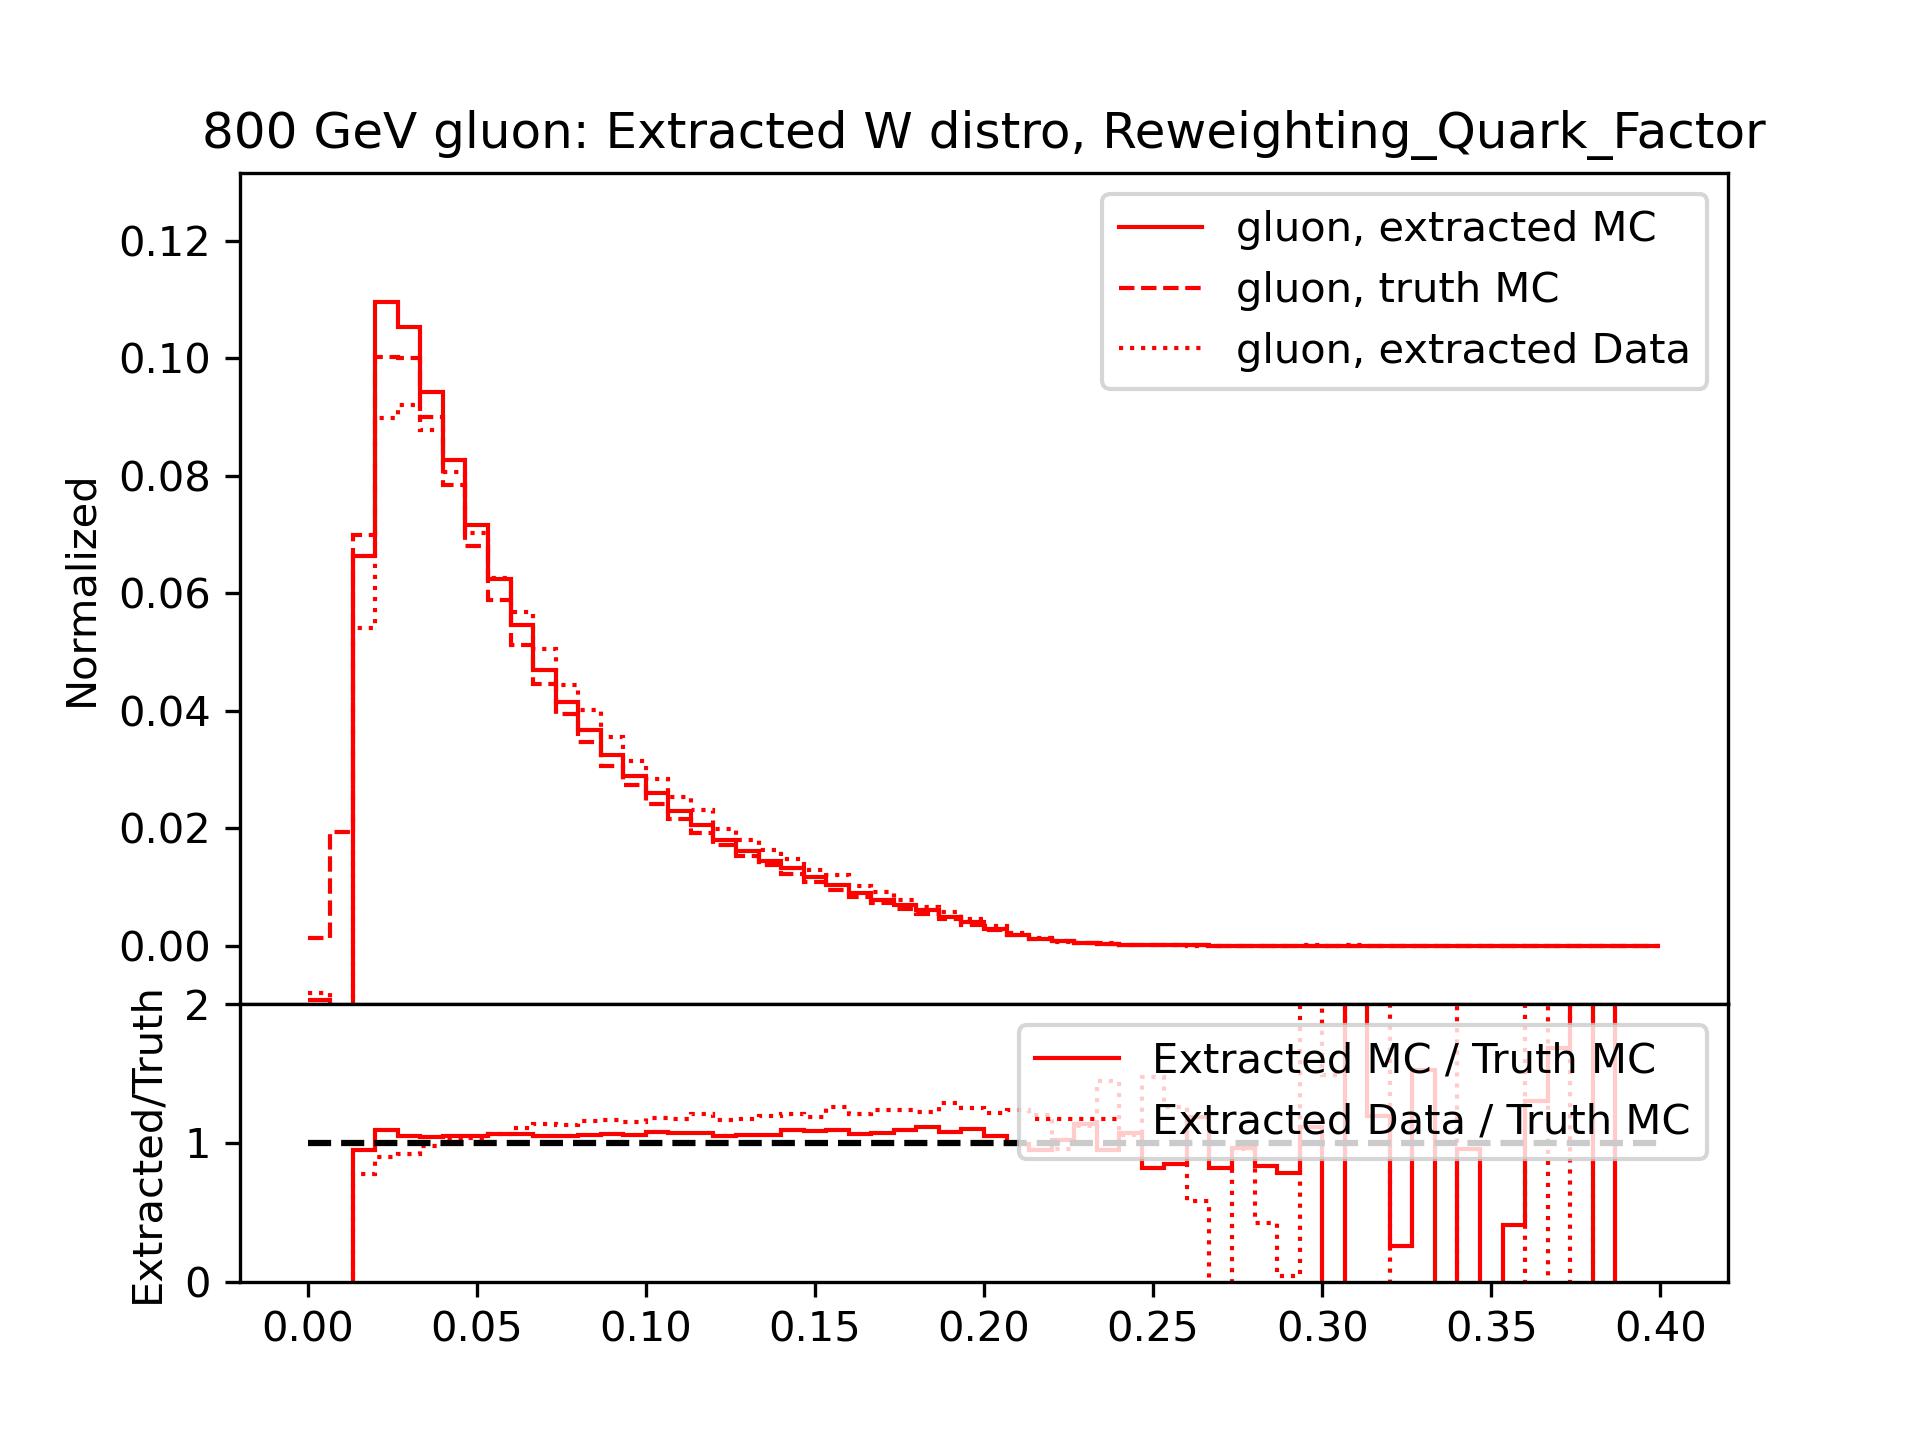 800 GeV gluon: Extracted W distro, Reweighting_Quark_Factor
gluon, extracted MC
gluon, truth MC
gluon, extracted Data
Normalized
0.12
0.10
0.08
0.06
0.04
0.02
0.00
Extracted/Truth
2
1
0
Extracted MC / Truth MC
Extracted Data / Truth MC
0.00 0.05 0.10 0.15 0.20 0.25 0.30 0.35 0.40